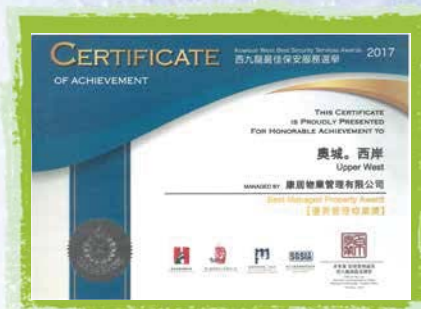 CERTIFICATE
OF ACHIEVEMENT
Kowloon West Best Security Services Awards 2017
西九龍最佳保安服務選舉
THIS CERTIFICATE
IS PROUDLY PRESENTED
FOR HONORABLE ACHIEVEMENT TO
奧城。西岸
Upper West
MANAGED BY 康居物業管理有限公司
Best Managed Property Award
【優異管理物業獎】
SOSIA